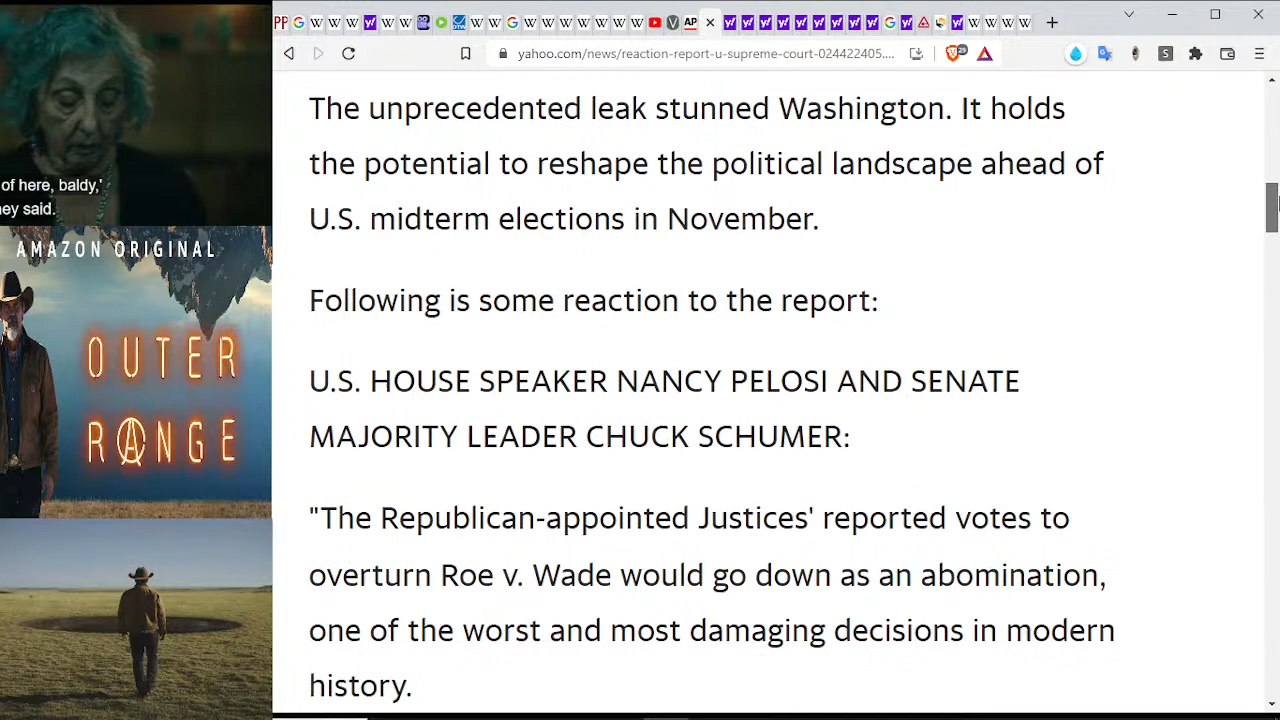 of here, baldy,'
ey said.
AMAZON ORIGINAL
OUTER
RANGE
yahoo.com/news/reaction-report-u-supreme-court-024422405....
29
The unprecedented leak stunned Washington. It holds
the potential to reshape the political landscape ahead of
U.S. midterm elections in November.
Following is some reaction to the report:
U.S. HOUSE SPEAKER NANCY PELOSI AND SENATE
MAJORITY LEADER CHUCK SCHUMER:
"The Republican-appointed Justices' reported votes to
overturn Roe v. Wade would go down as an abomination,
one of the worst and most damaging decisions in modern
history.